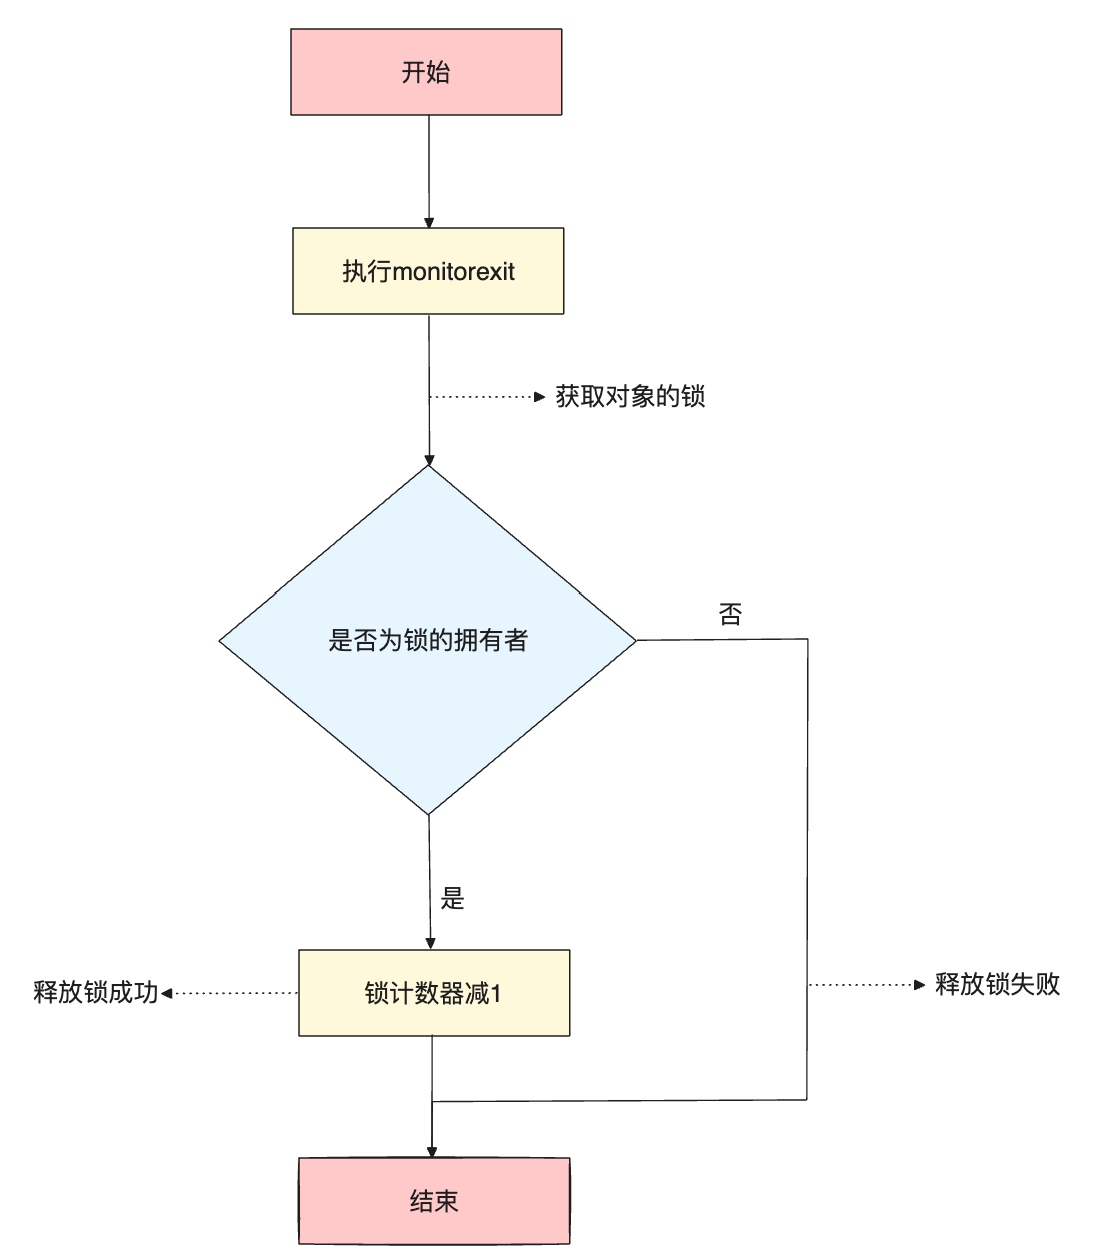 开始
执行monitorexit
获取对象的锁
是否为锁的拥有者
否
是
释放锁成功
锁计数器减1
释放锁失败
结束